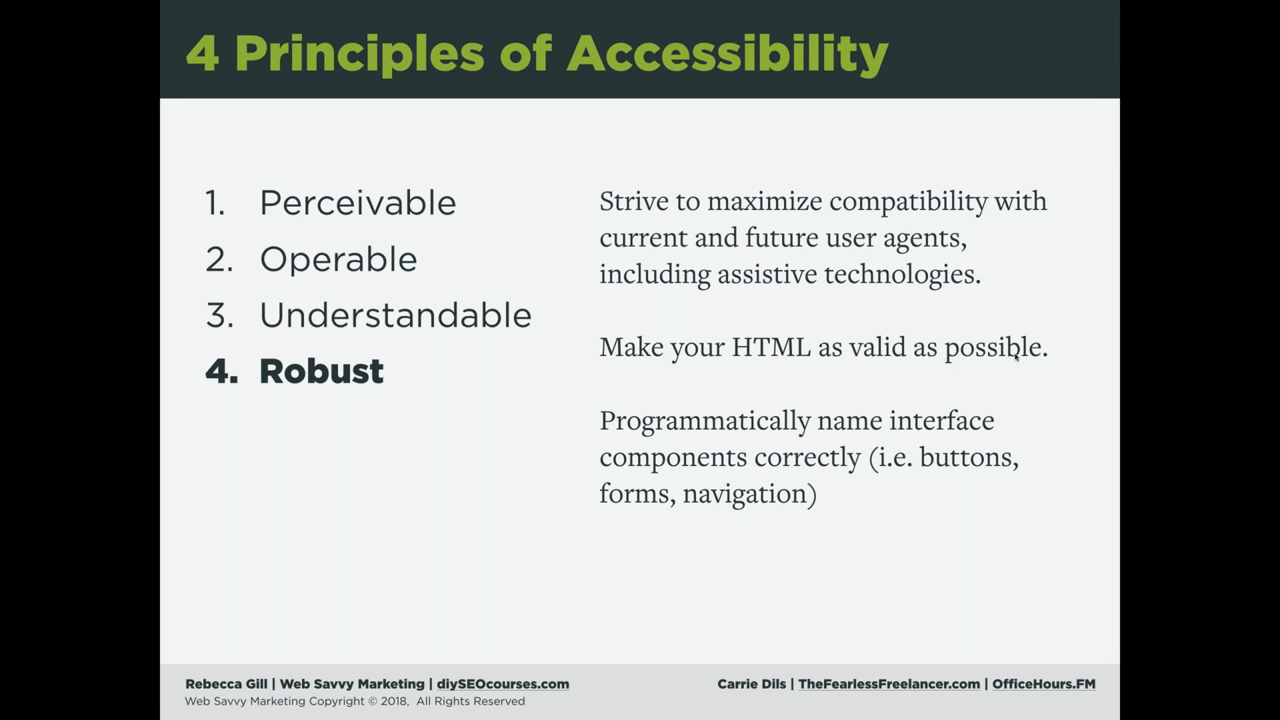 4 Principles of Accessibility
1. Perceivable
2. Operable
3. Understandable
4. Robust
Strive to maximize compatibility with
current and future user agents,
including assistive technologies.
Make your HTML as valid as possible.
Programmatically name interface
components correctly (i.e. buttons,
forms, navigation)
Rebecca Gill | Web Savvy Marketing | diySEOcourses.com
Web Savvy Marketing Copyright © 2018, All Rights Reserved
Carrie Dils | TheFearlessFreelancer.com | OfficeHours.FM